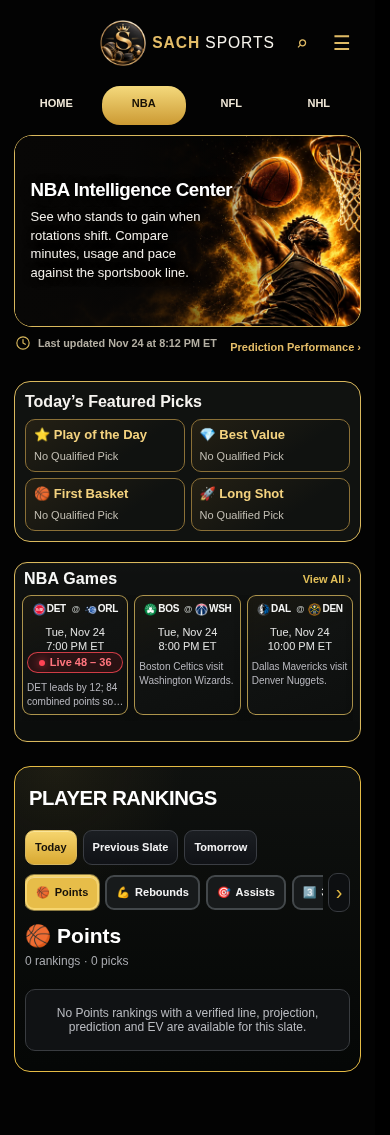 SACH SPORTS
HOME NBA NFL NHL
NBA Intelligence Center
See who stands to gain when
rotations shift. Compare
minutes, usage and pace
against the sportsbook line.
Last updated Nov 24 at 8:12 PM ET
Prediction Performance ›
Today’s Featured Picks
⭐ Play of the Day
No Qualified Pick
💎 Best Value
No Qualified Pick
🏀 First Basket
No Qualified Pick
🚀 Long Shot
No Qualified Pick
NBA Games
View All ›
DET @ ORL
Tue, Nov 24
7:00 PM ET
Live 48 – 36
DET leads by 12; 84
combined points so…
BOS @ WSH
Tue, Nov 24
8:00 PM ET
Boston Celtics visit
Washington Wizards.
DAL @ DEN
Tue, Nov 24
10:00 PM ET
Dallas Mavericks visit
Denver Nuggets.
PLAYER RANKINGS
Today Previous Slate Tomorrow
🏀 Points 💪 Rebounds 🎯 Assists 3️⃣ ›
🏀 Points
0 rankings · 0 picks
No Points rankings with a verified line, projection,
prediction and EV are available for this slate.